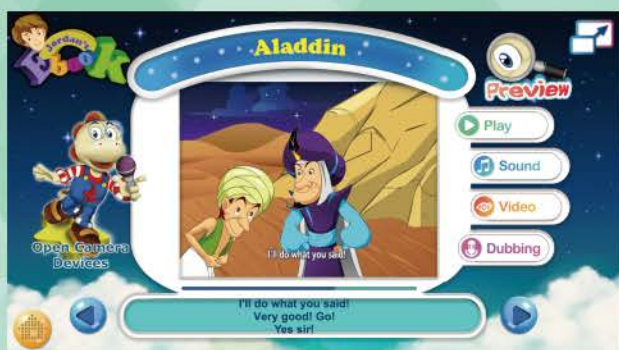 Jordan's
Ebook
Aladdin
Preview
Play
Sound
Video
Dubbing
Open Camera
Devices
I'll do what you said!
I'll do what you said!
Very good! Go!
Yes sir!